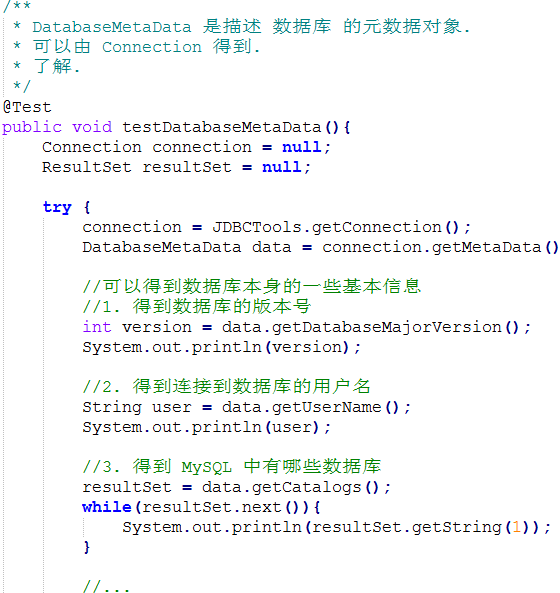 /**
 * DatabaseMetaData 是描述 数据库 的元数据对象.
 * 可以由 Connection 得到.
 * 了解.
 */
@Test
public void testDatabaseMetaData(){
    Connection connection = null;
    ResultSet resultSet = null;

    try {
        connection = JDBCTools.getConnection();
        DatabaseMetaData data = connection.getMetaData()

        //可以得到数据库本身的一些基本信息
        //1. 得到数据库的版本号
        int version = data.getDatabaseMajorVersion();
        System.out.println(version);

        //2. 得到连接到数据库的用户名
        String user = data.getUserName();
        System.out.println(user);

        //3. 得到 MySQL 中有哪些数据库
        resultSet = data.getCatalogs();
        while(resultSet.next()){
            System.out.println(resultSet.getString(1));
        }

        //...